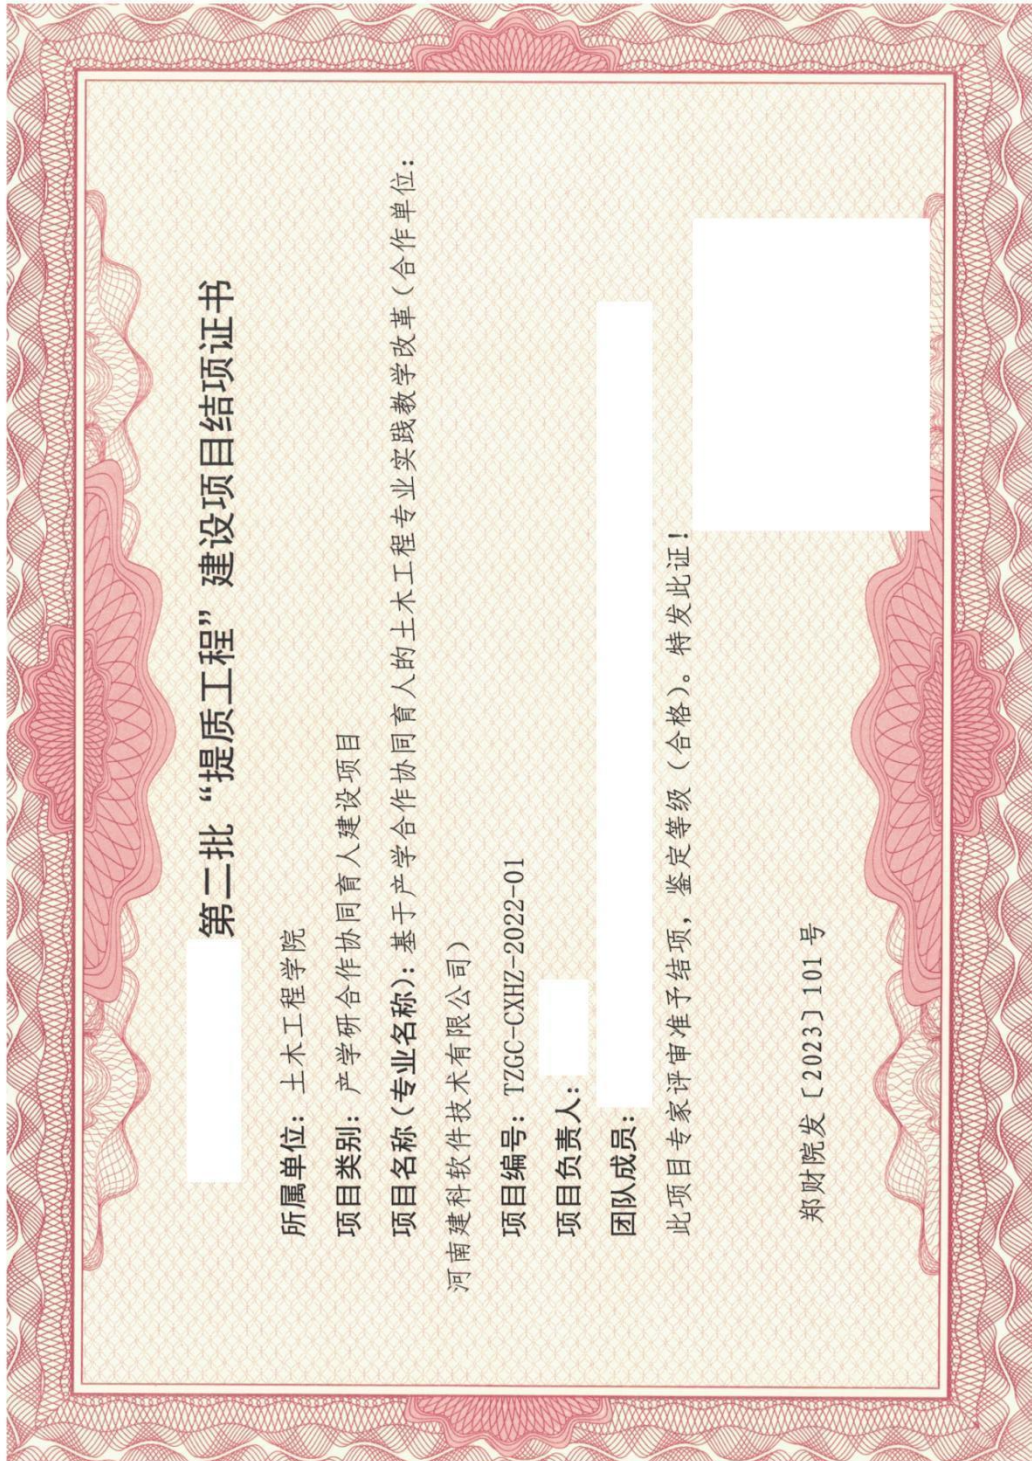 第二批“提质工程”建设项目结项证书
所属单位：土木工程学院
项目类别：产学研合作协同育人建设项目
项目名称（专业名称）：基于产学合作协同育人的土木工程专业实践教学改革（合作单位：
河南建科软件技术有限公司）
项目编号：TZGC-CXHZ-2022-01
项目负责人：
团队成员：
此项目专家评审准予结项，鉴定等级（合格）。特发此证！
郑财院发〔2023〕101号